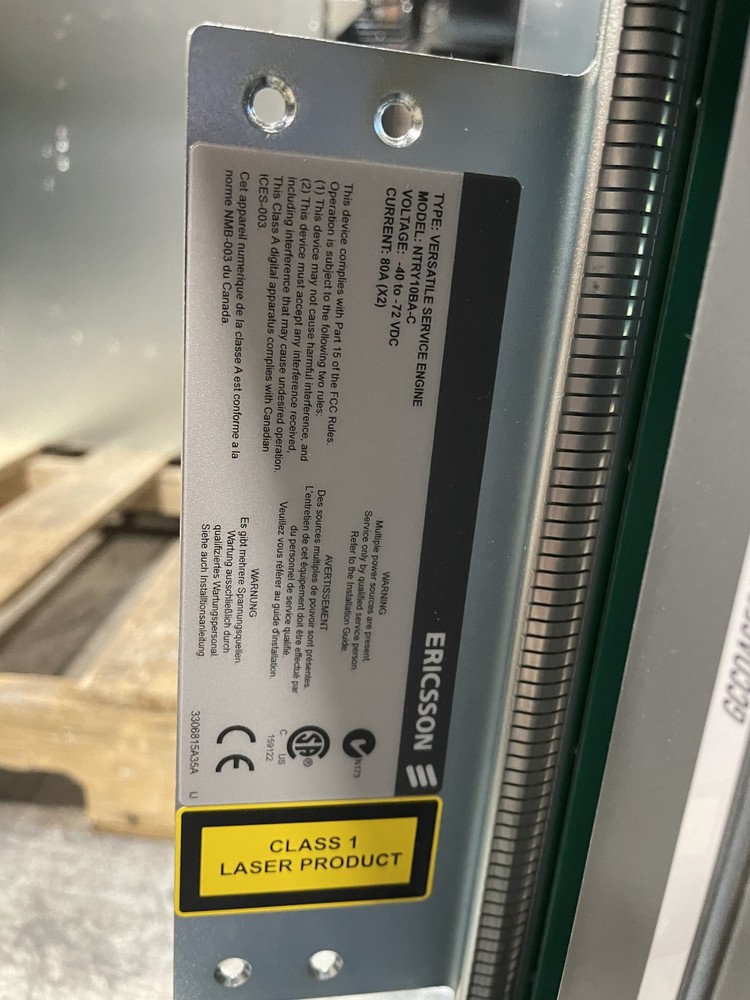 ERICSSON
TYPE: VERSATILE SERVICE ENGINE
MODEL: NTRY10BA-C
VOLTAGE: -40 to -72 VDC
CURRENT: 80A (X2)
This device complies with Part 15 of the FCC Rules.
Operation is subject to the following two rules:
(1) This device may not cause harmful interference, and
(2) This device must accept any interference received,
including interference that may cause undesired operation.
This Class A digital apparatus complies with Canadian
ICES-003.
Cet appareil numerique de la classe A est conforme a la
norme NMB-003 du Canada.
WARNING
Multiple power sources are present.
Service only by qualified service person.
Refer to the Installation Guide.
AVERTISSEMENT
Des sources multiples de pouvoir sont présentes.
L'entretien de cet équipement doit être effectué par
du personnel de service qualifié.
Veuillez vous référer au guide d'installation.
WARNUNG
Es gibt mehrere Spannungsquellen.
Wartung ausschließlich durch
qualifiziertes Wartungspersonal.
Siehe auch Installtionsanleitung
N173
SA®
C US
159122
CE
3306815A35A LI
CLASS 1
LASER PRODUCT